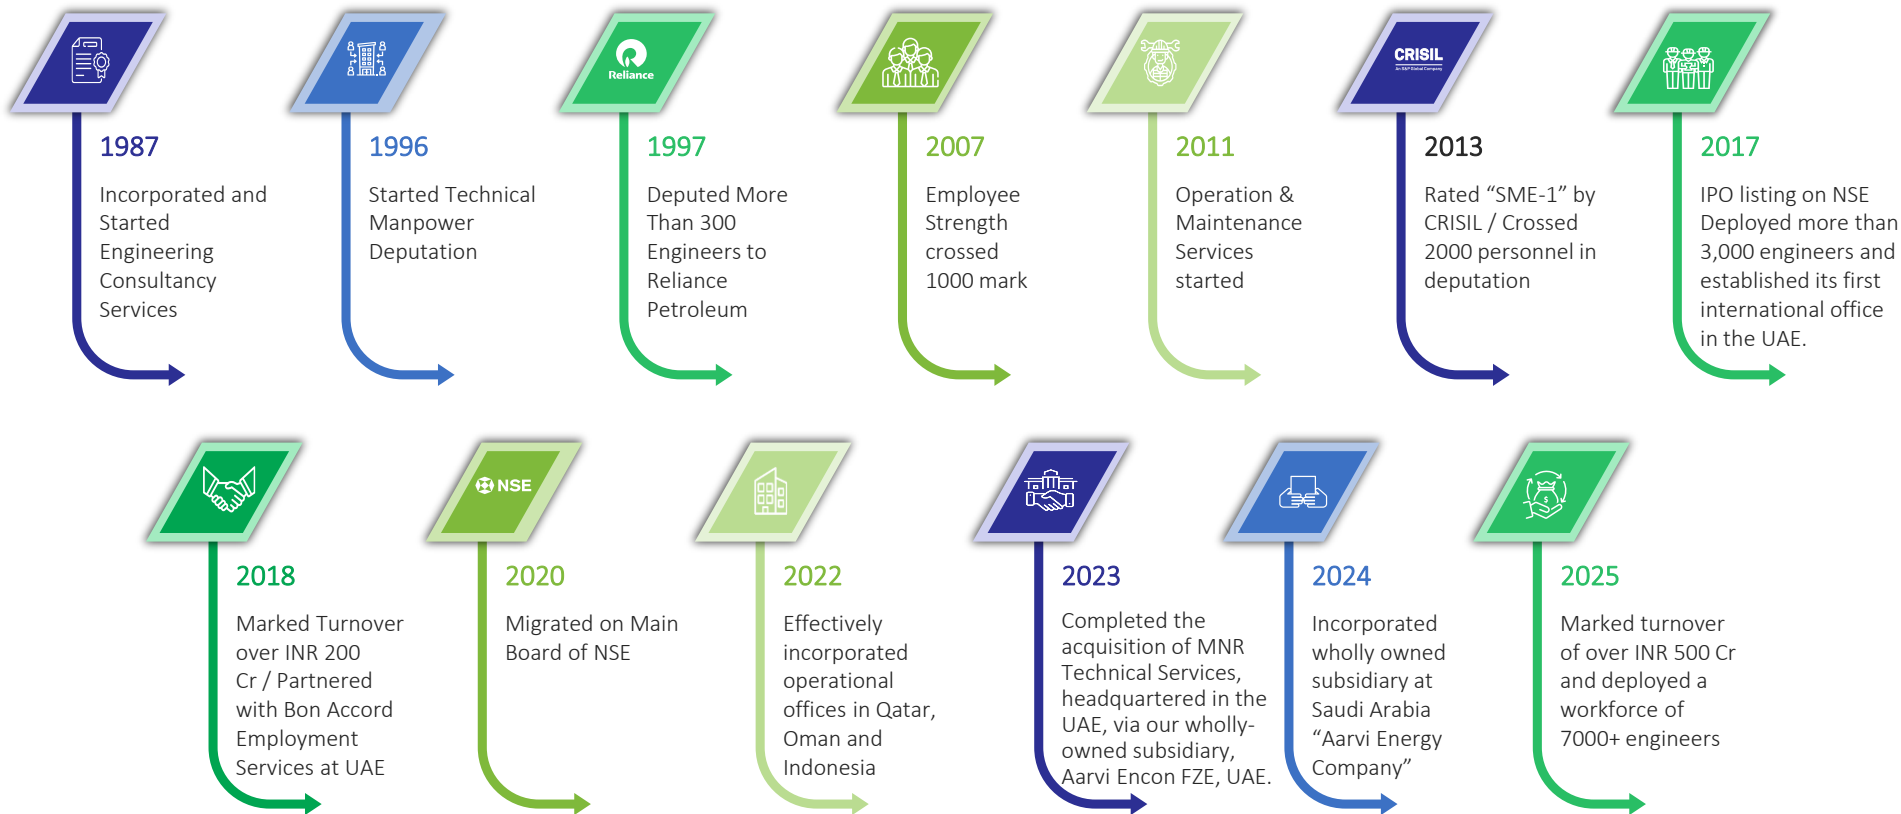 Reliance
CRISIL
An S&P Global Company
1987
Incorporated and
Started
Engineering
Consultancy
Services
1996
Started Technical
Manpower
Deputation
1997
Deputed More
Than 300
Engineers to
Reliance
Petroleum
2007
Employee
Strength
crossed
1000 mark
2011
Operation &
Maintenance
Services
started
2013
Rated “SME-1” by
CRISIL / Crossed
2000 personnel in
deputation
2017
IPO listing on NSE
Deployed more than
3,000 engineers and
established its first
international office
in the UAE.
NSE
$
2018
Marked Turnover
over INR 200
Cr / Partnered
with Bon Accord
Employment
Services at UAE
2020
Migrated on Main
Board of NSE
2022
Effectively
incorporated
operational
offices in Qatar,
Oman and
Indonesia
2023
Completed the
acquisition of MNR
Technical Services,
headquartered in the
UAE, via our wholly-
owned subsidiary,
Aarvi Encon FZE, UAE.
2024
Incorporated
wholly owned
subsidiary at
Saudi Arabia
“Aarvi Energy
Company”
2025
Marked turnover
of over INR 500 Cr
and deployed a
workforce of
7000+ engineers